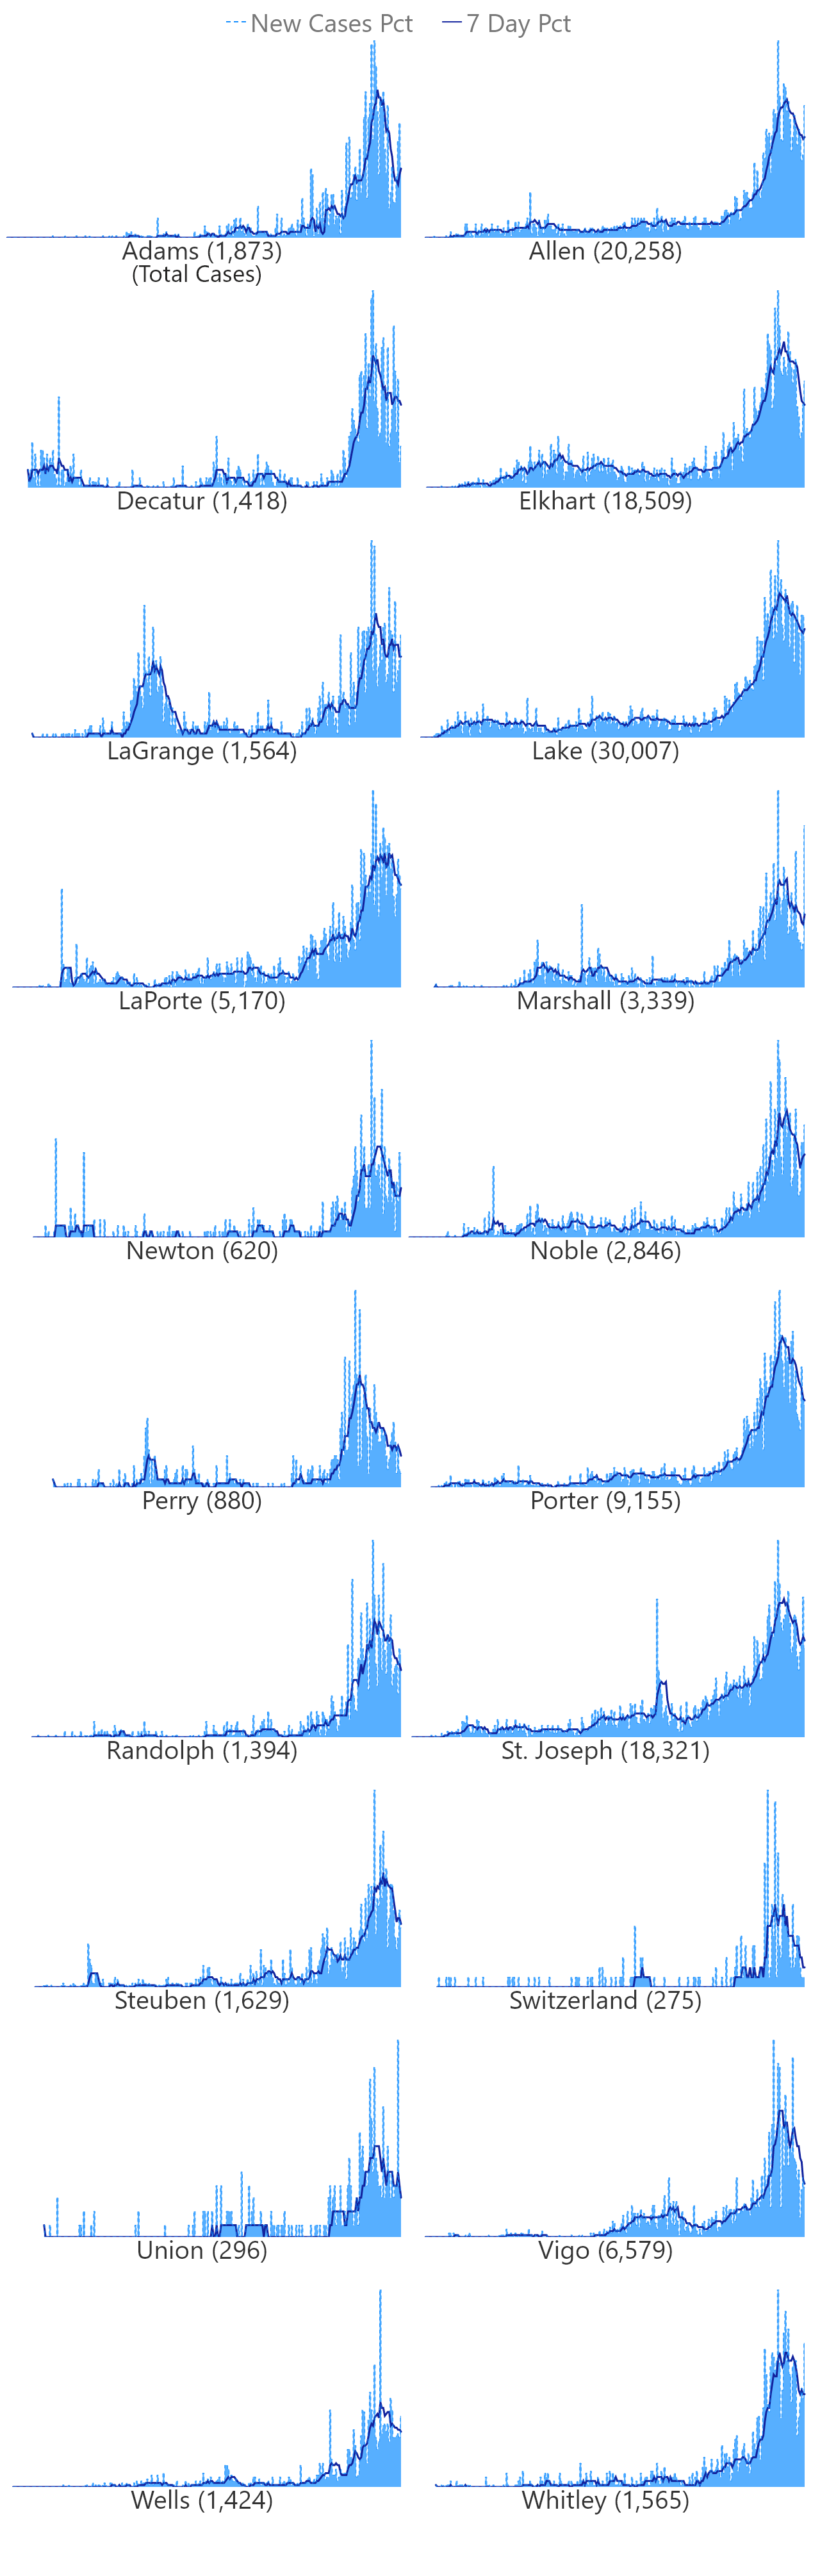 New Cases Pct 7 Day Pct
Adams (1,873) Allen (20,258)
(Total Cases)
Decatur (1,418) Elkhart (18,509)
LaGrange (1,564) Lake (30,007)
LaPorte (5,170) Marshall (3,339)
Newton (620) Noble (2,846)
Perry (880) Porter (9,155)
Randolph (1,394) St. Joseph (18,321)
Steuben (1,629) Switzerland (275)
Union (296) Vigo (6,579)
Wells (1,424) Whitley (1,565)